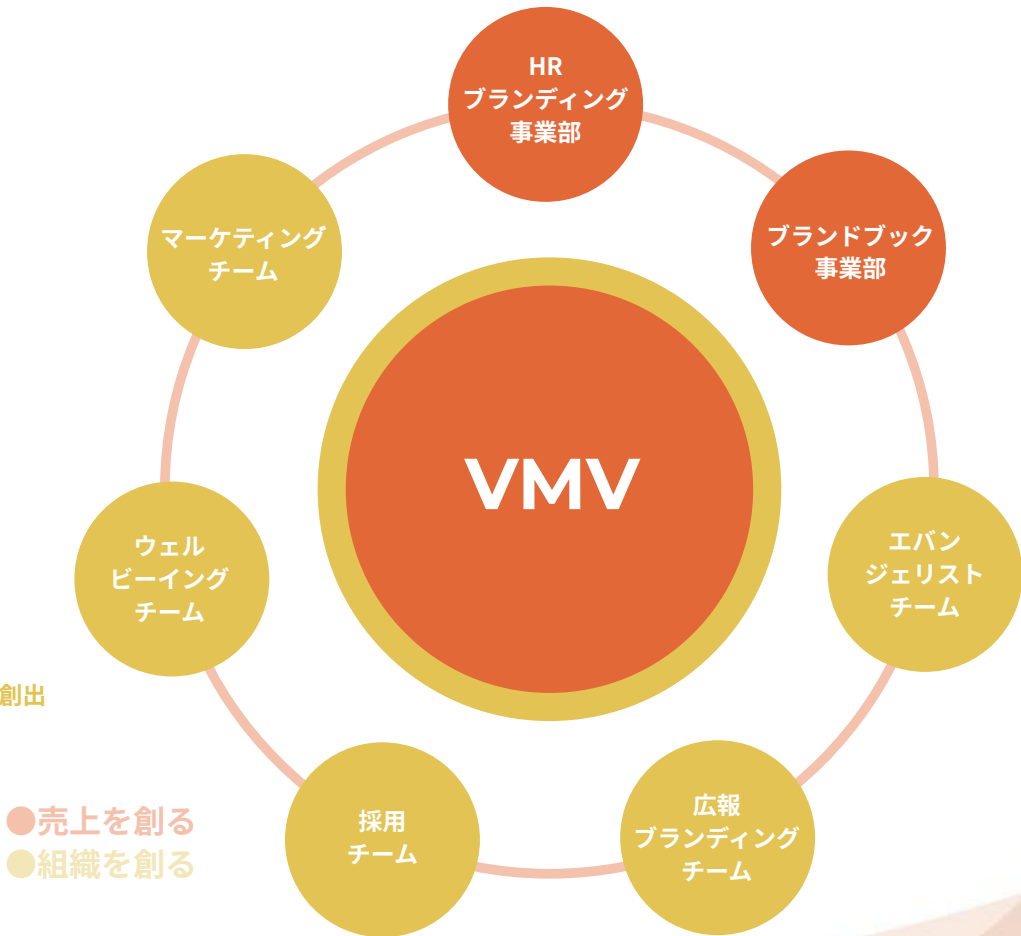 HR
ブランディング
事業部
ブランドブック
事業部
マーケティング
チーム
VMV
エバン
ジェリスト
チーム
ウェル
ビーイング
チーム
創出
広報
ブランディング
チーム
採用
チーム
●売上を創る
●組織を創る